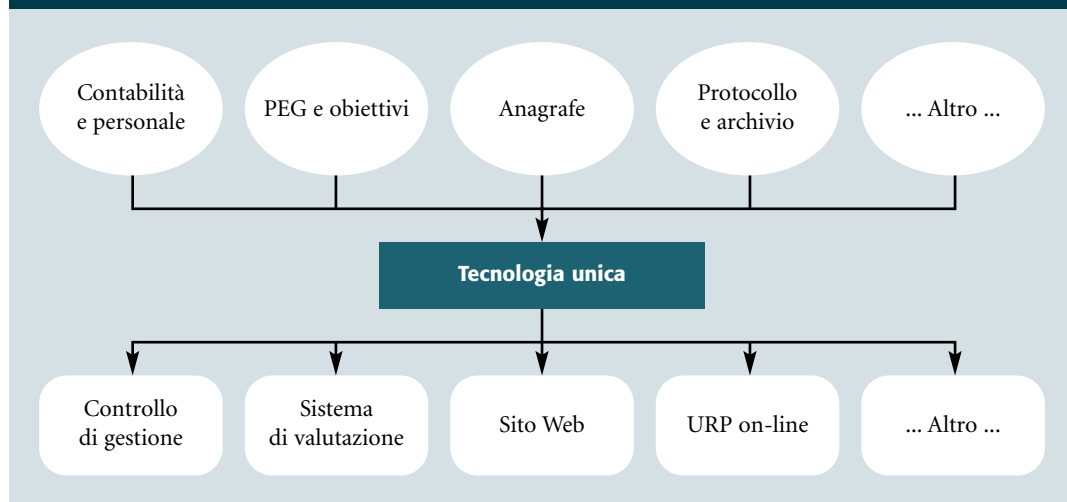 Contabilità
e personale
PEG e obiettivi
Anagrafe
Protocollo
e archivio
... Altro ...
Tecnologia unica
Controllo
di gestione
Sistema
di valutazione
Sito Web
URP on-line
... Altro ...